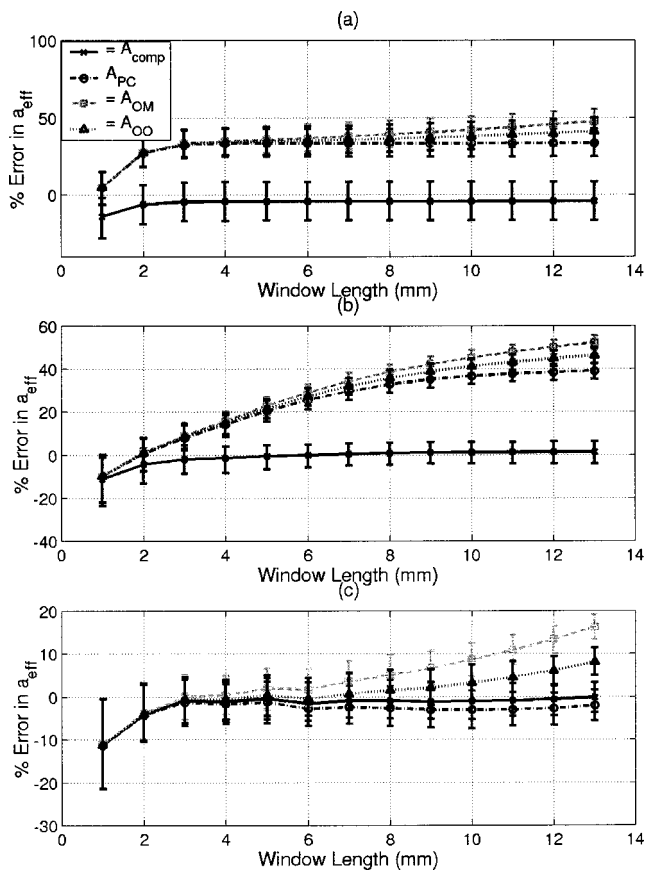 (a)
100
50
0
% Error in a_eff
= A_comp
A_PC
= A_OM
= A_OO
0 2 4 6 8 10 12 14
Window Length (mm)
(b)
60
40
20
0
-20
-40
% Error in a_eff
0 2 4 6 8 10 12 14
Window Length (mm)
(c)
20
10
0
-10
-20
-30
% Error in a_eff
0 2 4 6 8 10 12 14
Window Length (mm)